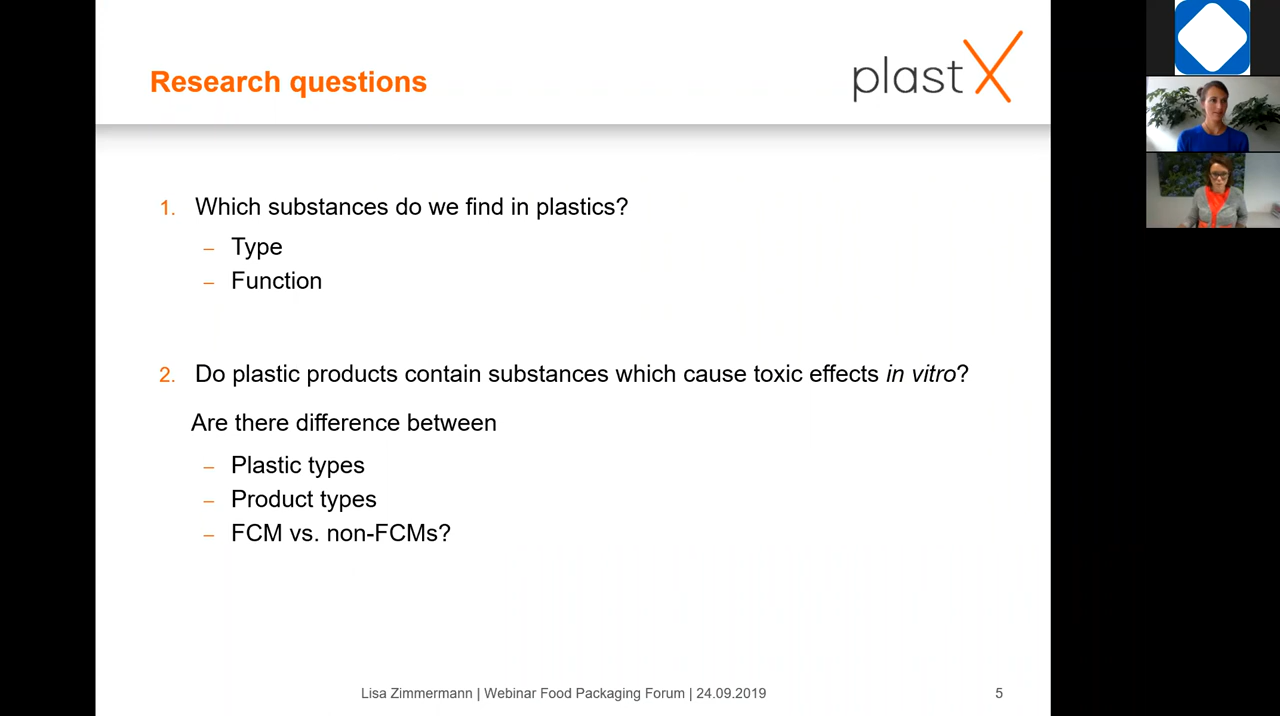 Research questions
plastX
1. Which substances do we find in plastics?
– Type
– Function
2. Do plastic products contain substances which cause toxic effects in vitro?
Are there difference between
– Plastic types
– Product types
– FCM vs. non-FCMs?
Lisa Zimmermann | Webinar Food Packaging Forum | 24.09.2019
5